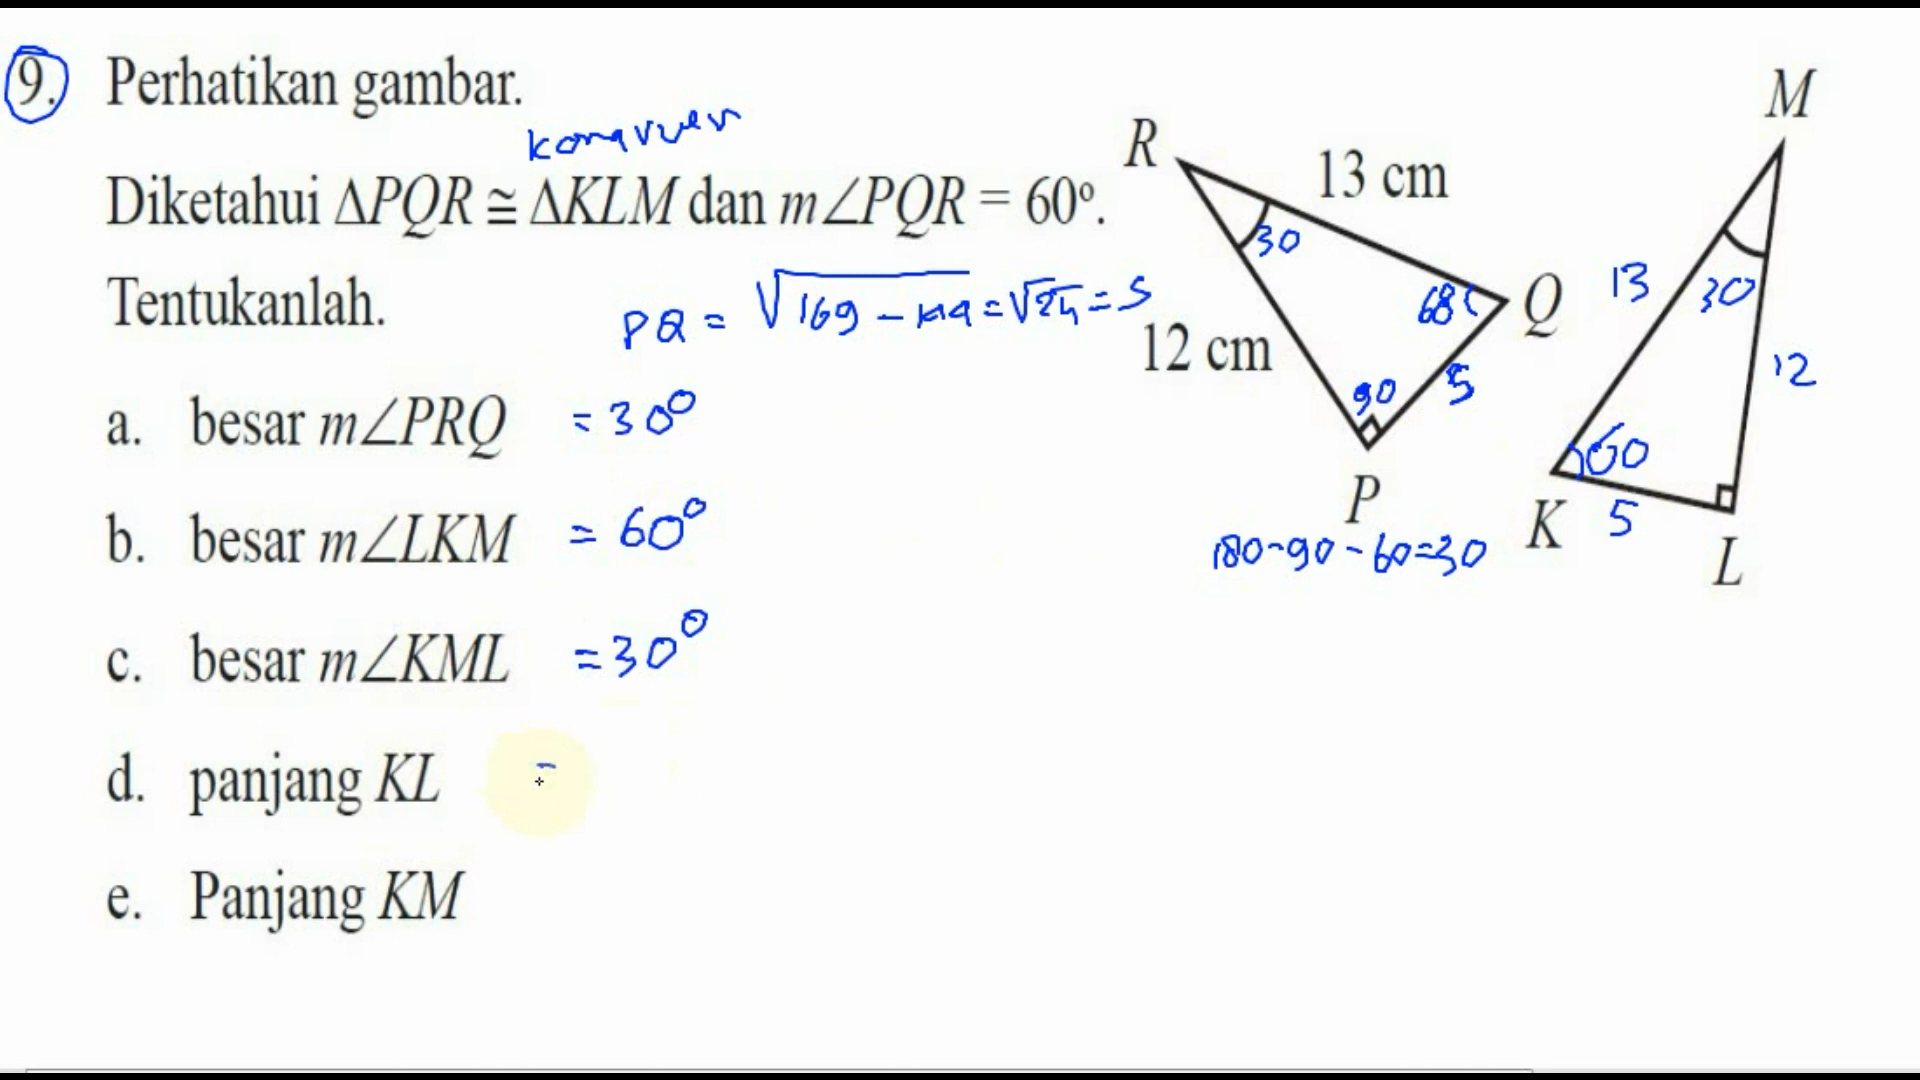 9. Perhatikan gambar.
kongruen
Diketahui ΔPQR ≅ ΔKLM dan m∠PQR = 60°.
Tentukanlah.
PQ = √169 - 144 = √25 = 5
a. besar m∠PRQ = 30°
b. besar m∠LKM = 60°
c. besar m∠KML = 30°
d. panjang KL -
e. Panjang KM
R
13 cm
30
60
Q
12 cm
90
5
P
180-90-60=30
M
13
30
12
60
K
5
L